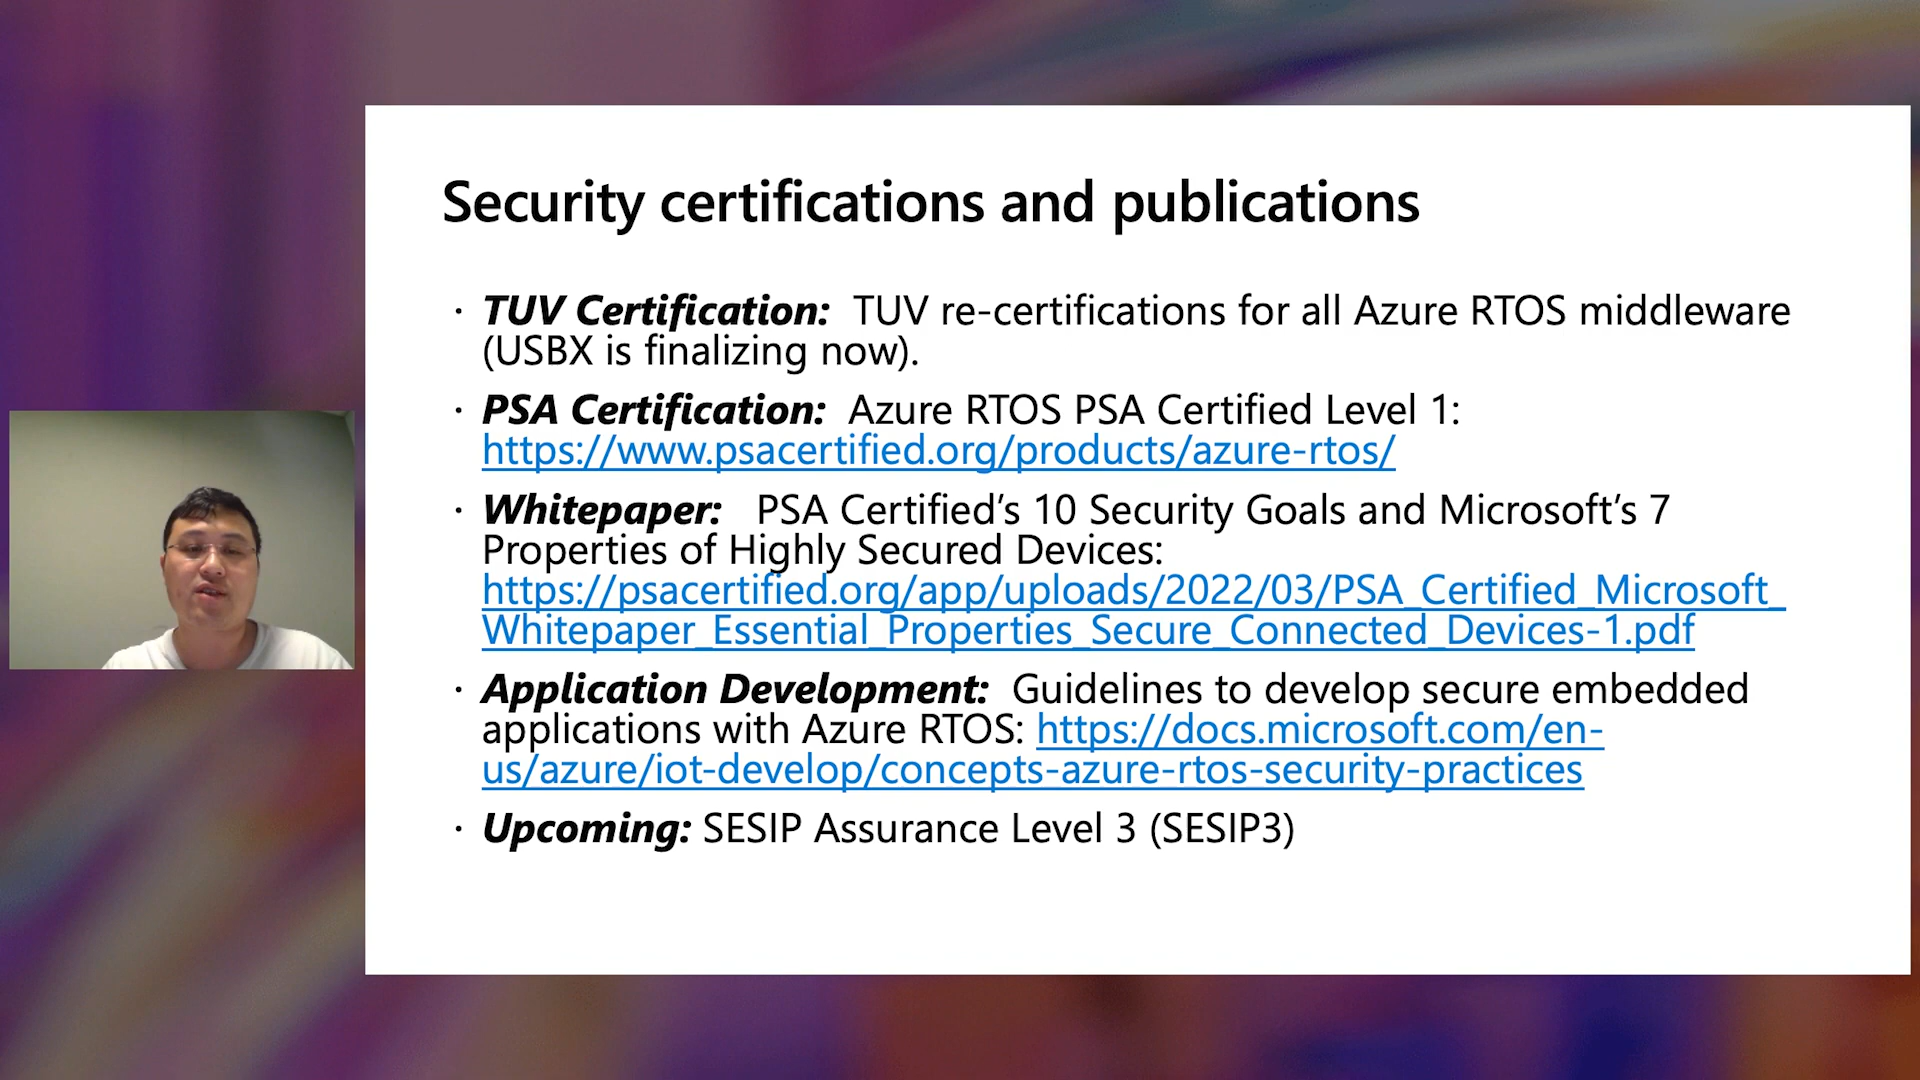 Security certifications and publications
· TUV Certification: TUV re-certifications for all Azure RTOS middleware
(USBX is finalizing now).
· PSA Certification: Azure RTOS PSA Certified Level 1:
https://www.psacertified.org/products/azure-rtos/
· Whitepaper: PSA Certified’s 10 Security Goals and Microsoft’s 7
Properties of Highly Secured Devices:
https://psacertified.org/app/uploads/2022/03/PSA_Certified_Microsoft_
Whitepaper_Essential_Properties_Secure_Connected_Devices-1.pdf
· Application Development: Guidelines to develop secure embedded
applications with Azure RTOS: https://docs.microsoft.com/en-
us/azure/iot-develop/concepts-azure-rtos-security-practices
· Upcoming: SESIP Assurance Level 3 (SESIP3)